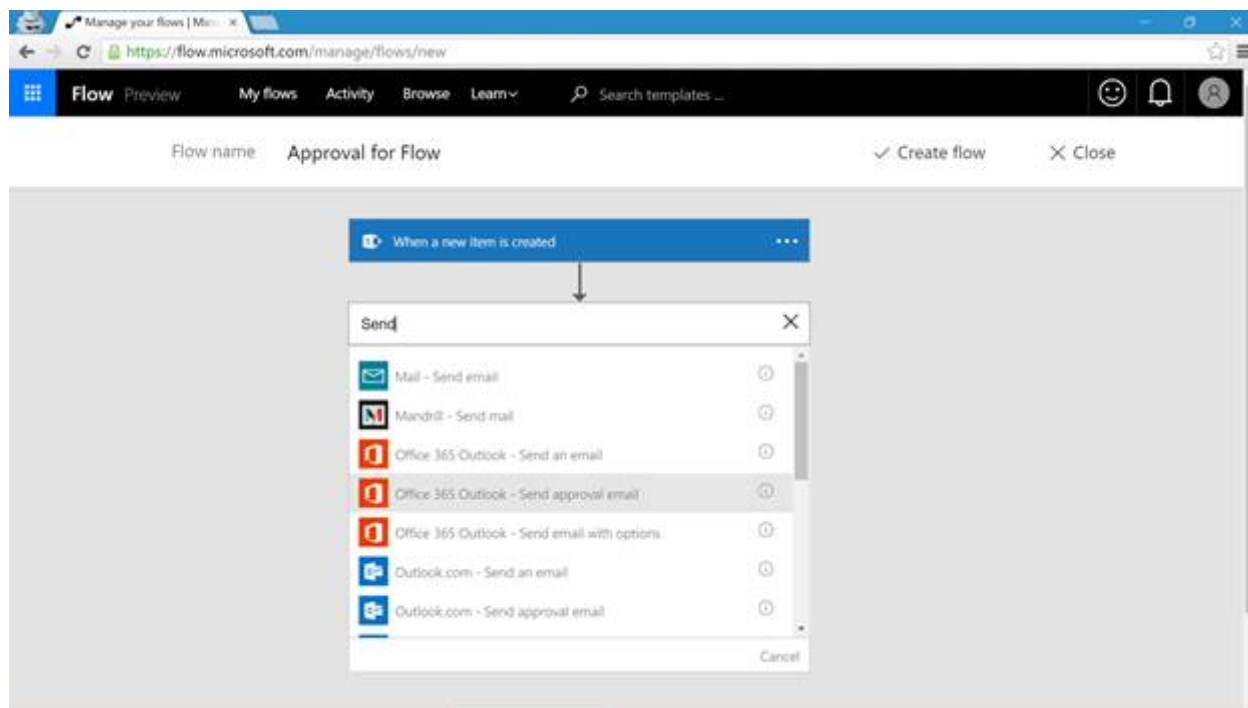 Manage your flows | Micr
https://flow.microsoft.com/manage/flows/new
Flow Preview My flows Activity Browse Learn Search templates ...
Flow name Approval for Flow Create flow Close
When a new item is created
Send
Mail - Send email
Mandrill - Send mail
Office 365 Outlook - Send an email
Office 365 Outlook - Send approval email
Office 365 Outlook - Send email with options
Outlook.com - Send an email
Outlook.com - Send approval email
Cancel